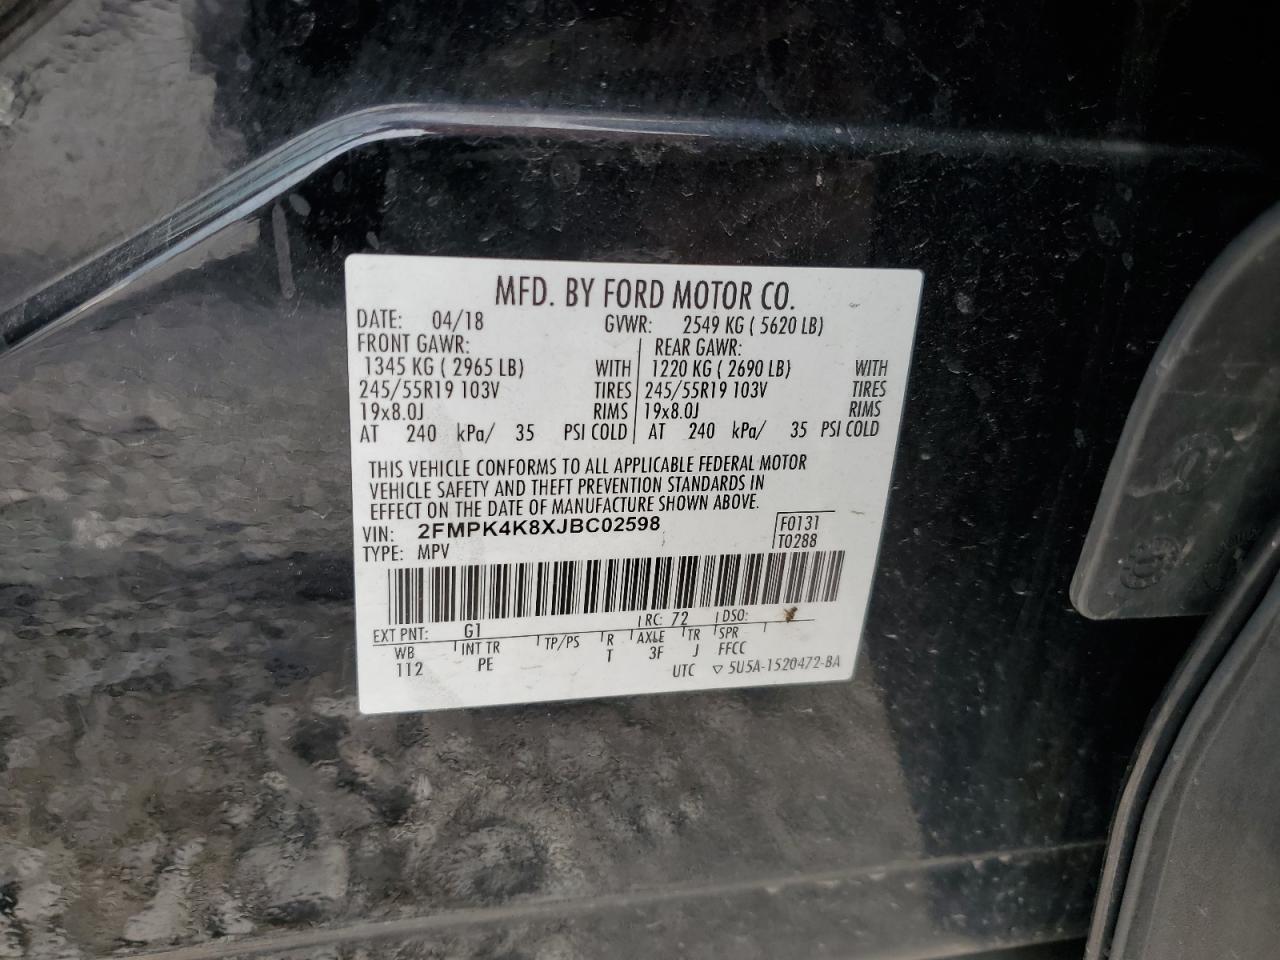 MFD. BY FORD MOTOR CO.
DATE: 04/18 GVWR: 2549 KG ( 5620 LB)
FRONT GAWR: REAR GAWR:
1345 KG ( 2965 LB) WITH 1220 KG ( 2690 LB) WITH
245/55R19 103V TIRES 245/55R19 103V TIRES
19x8.0J RIMS 19x8.0J RIMS
AT 240 kPa/ 35 PSI COLD AT 240 kPa/ 35 PSI COLD
THIS VEHICLE CONFORMS TO ALL APPLICABLE FEDERAL MOTOR
VEHICLE SAFETY AND THEFT PREVENTION STANDARDS IN
EFFECT ON THE DATE OF MANUFACTURE SHOWN ABOVE.
VIN: 2FMPK4K8XJBC02598 F0131
TYPE: MPV T0288
EXT PNT: G1 RC: 72 DSO:
WB INT TR TP/PS R AXLE TR SPR
112 PE T 3F J FFCC
UTC ▽ 5U5A-1520472-BA